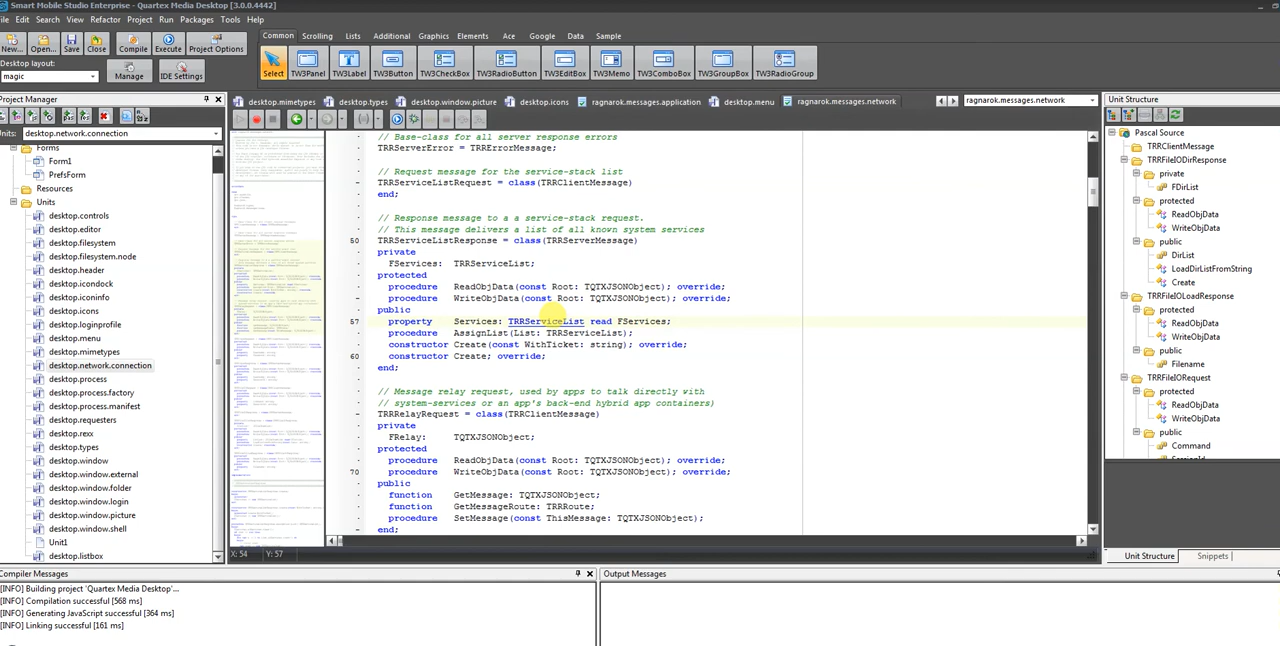 Smart Mobile Studio Enterprise - Quartex Media Desktop [3.0.0.4442]
File Edit Search View Refactor Project Run Packages Tools Help
New... Open... Save Close Compile Execute Project Options
Desktop layout:
magic
Manage IDE Settings
Common Scrolling Lists Additional Graphics Elements Ace Google Data Sample
Select TW3Panel TW3Label TW3Button TW3CheckBox TW3RadioButton TW3EditBox TW3Memo TW3ComboBox TW3GroupBox TW3RadioGroup
Project Manager
Units: desktop.network.connection
Forms
Form1
PrefsForm
Resources
Units
desktop.controls
desktop.editor
desktop.filesystem
desktop.filesystem.node
desktop.header
desktop.icondock
desktop.iconinfo
desktop.icons
desktop.loginprofile
desktop.menu
desktop.mimetypes
desktop.network.connection
desktop.process
desktop.process.factory
desktop.process.manifest
desktop.requesters
desktop.rexx
desktop.types
desktop.window
desktop.window.external
desktop.window.folder
desktop.window.login
desktop.window.picture
desktop.window.shell
Unit1
desktop.listbox
desktop.mimetypes desktop.types desktop.window.picture desktop.icons ragnarok.messages.application desktop.menu ragnarok.messages.network
ragnarok.messages.network
// Base-class for all server response errors
TRRServerError = TRRErrorMessage;
// Request message for the service-stack list
TRRServiceListRequest = class(TRRClientMessage)
end;
// Response message to a a service-stack request.
// This message delivers a list of all known system services
50 TRRServiceListResponse = class(TRRServerMessage)
private
FServices: TRRServiceList;
protected
procedure ReadObjData(const Root: TQTXJSONObject); override;
procedure WriteObjData(const Root: TQTXJSONObject); override;
public
57 property Services: TRRServiceList read FServices;
procedure AssignList(List: TRRServiceList);
constructor Create(const WithTicket: string); override;
60 constructor Create; override;
end;
// Relay request used by apps to talk directly to
// system-services or an app's back-end hybrid app content
TRRRelayRequest = class(TRRClientMessage)
private
TQTXJSONObject;
protected
procedure ReadObjData(const Root: TQTXJSONObject); override;
70 procedure WriteObjData(const Root: TQTXJSONObject); override;
public
function GetMessage: TQTXJSONObject;
function
procedure
end;
X: 54 Y: 57
Unit Structure
Pascal Source
TRRClientMessage
TRRFileIODirResponse
private
FDirList
protected
ReadObjData
WriteObjData
public
DirList
LoadDirListFromString
Create
TRRFileIOLoadResponse
protected
ReadObjData
WriteObjData
public
Filename
TRRFileIORequest
protected
ReadObjData
WriteObjData
public
Command
SessionId
Unit Structure Snippets
Compiler Messages
[INFO] Building project 'Quartex Media Desktop'...
[INFO] Compilation successful [568 ms]
[INFO] Generating JavaScript successful [364 ms]
[INFO] Linking successful [161 ms]
Output Messages